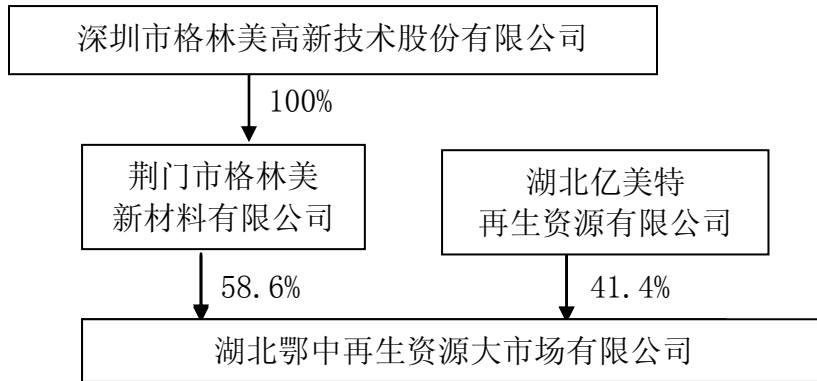 深圳市格林美高新技术股份有限公司
100%
荆门市格林美
新材料有限公司
湖北亿美特
再生资源有限公司
58.6%
41.4%
湖北鄂中再生资源大市场有限公司